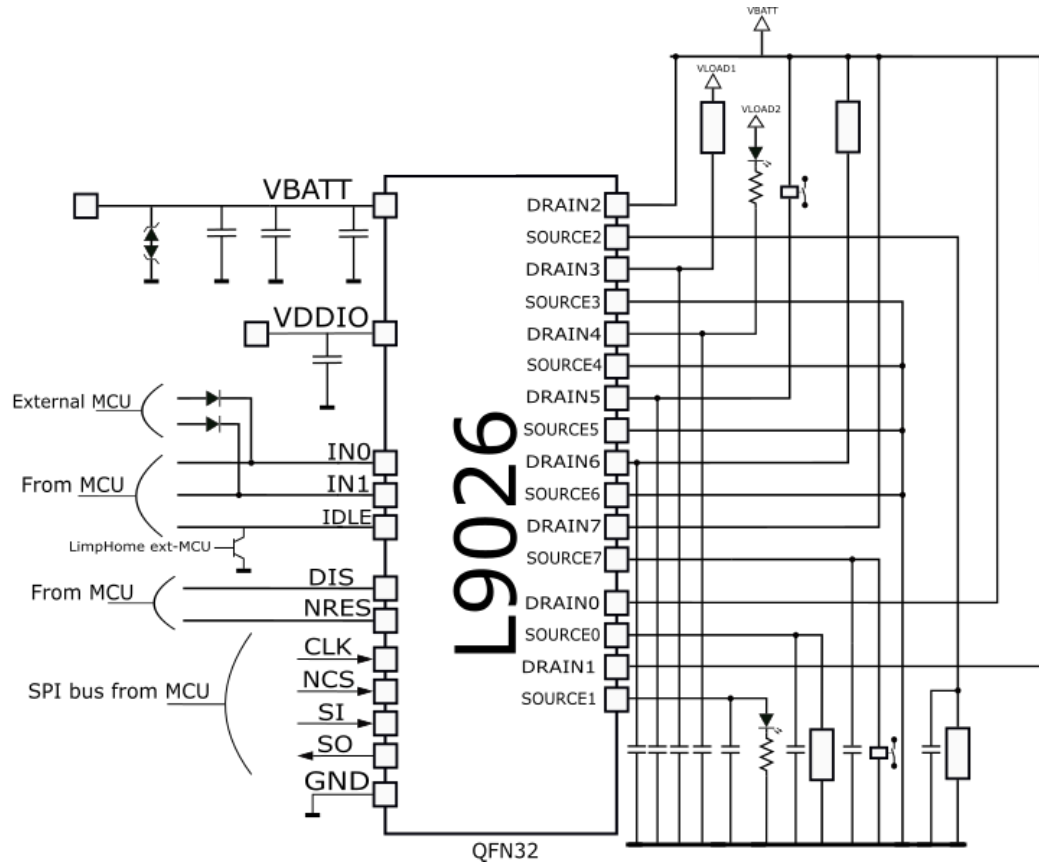 VBATT
VLOAD1
VLOAD2
VBATT
VDDIO
External MCU
From MCU
IN0
IN1
IDLE
LimpHome ext-MCU
From MCU
DIS
NRES
SPI bus from MCU
CLK
NCS
SI
SO
GND
L9026
DRAIN2
SOURCE2
DRAIN3
SOURCE3
DRAIN4
SOURCE4
DRAIN5
SOURCE5
DRAIN6
SOURCE6
DRAIN7
SOURCE7
DRAIN0
SOURCE0
DRAIN1
SOURCE1
QFN32